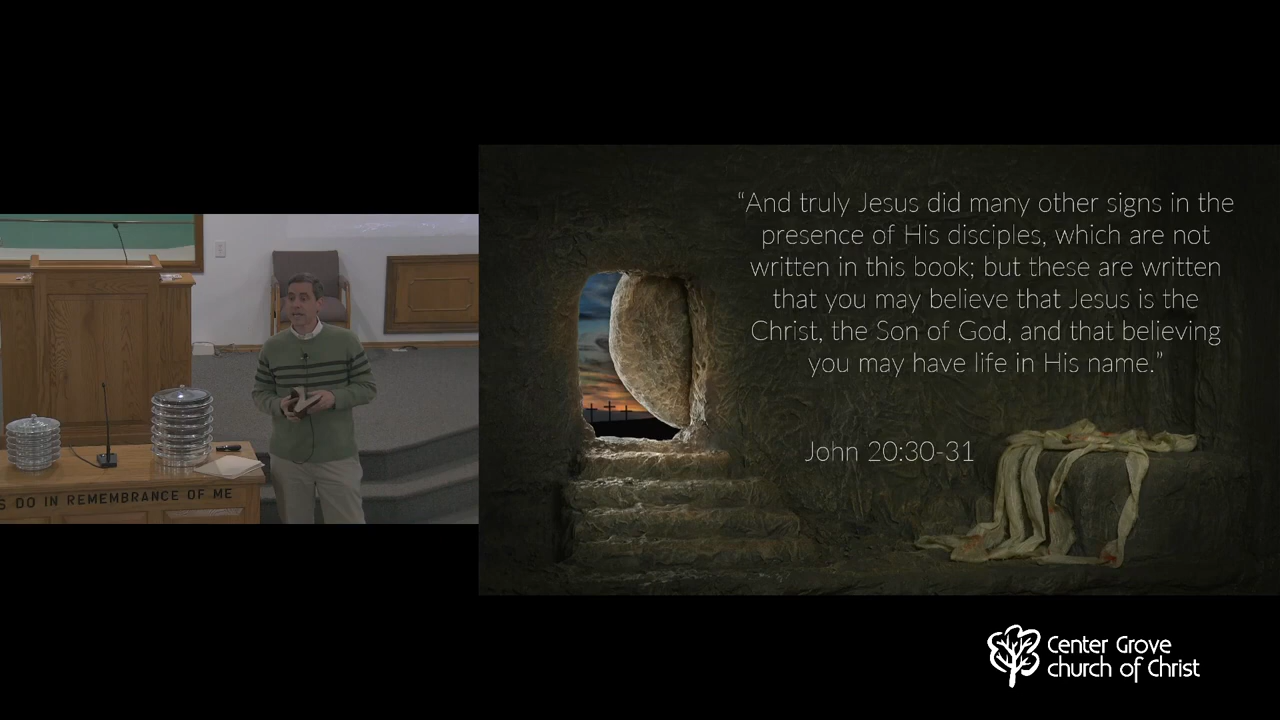 “And truly Jesus did many other signs in the
presence of His disciples, which are not
written in this book; but these are written
that you may believe that Jesus is the
Christ, the Son of God, and that believing
you may have life in His name.”
John 20:30-31
S DO IN REMEMBRANCE OF ME
Center Grove
church of Christ